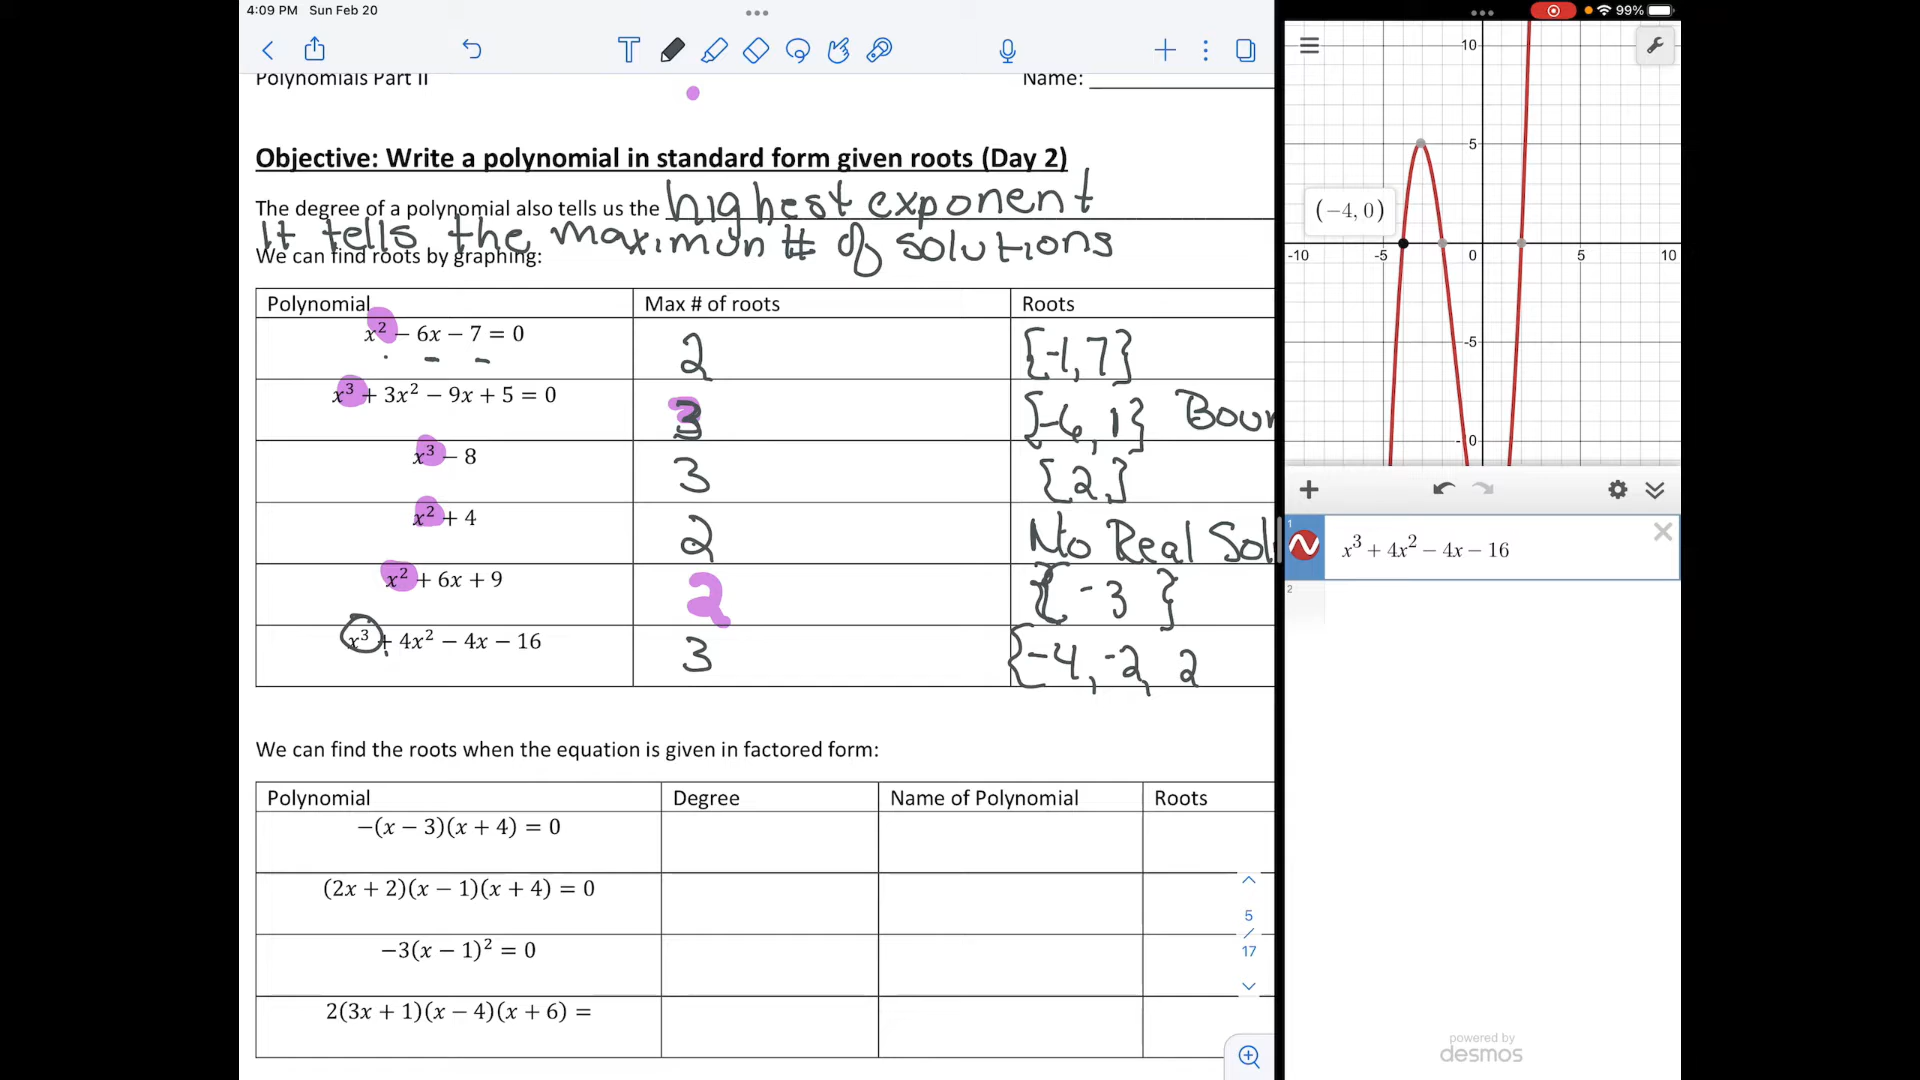 4:09 PM Sun Feb 20
99%
Polynomials Part II Name:
Objective: Write a polynomial in standard form given roots (Day 2)
The degree of a polynomial also tells us the highest exponent
It tells the maximun # of solutions
We can find roots by graphing:
Polynomial Max # of roots Roots
x² − 6x − 7 = 0 2 {-1, 7}
x³ + 3x² − 9x + 5 = 0 3 {-6, 1} Boun
x³ − 8 3 {2,}
x² + 4 2 No Real Sol
x² + 6x + 9 2 {-3}
x³ + 4x² − 4x − 16 3 {-4, -2, 2
We can find the roots when the equation is given in factored form:
Polynomial Degree Name of Polynomial Roots
−(x − 3)(x + 4) = 0
(2x + 2)(x − 1)(x + 4) = 0
−3(x − 1)² = 0
2(3x + 1)(x − 4)(x + 6) =
5
/
17
10
5
(−4, 0)
-10 -5 0 5 10
-5
-10
1
x³ + 4x² − 4x − 16
2
powered by
desmos